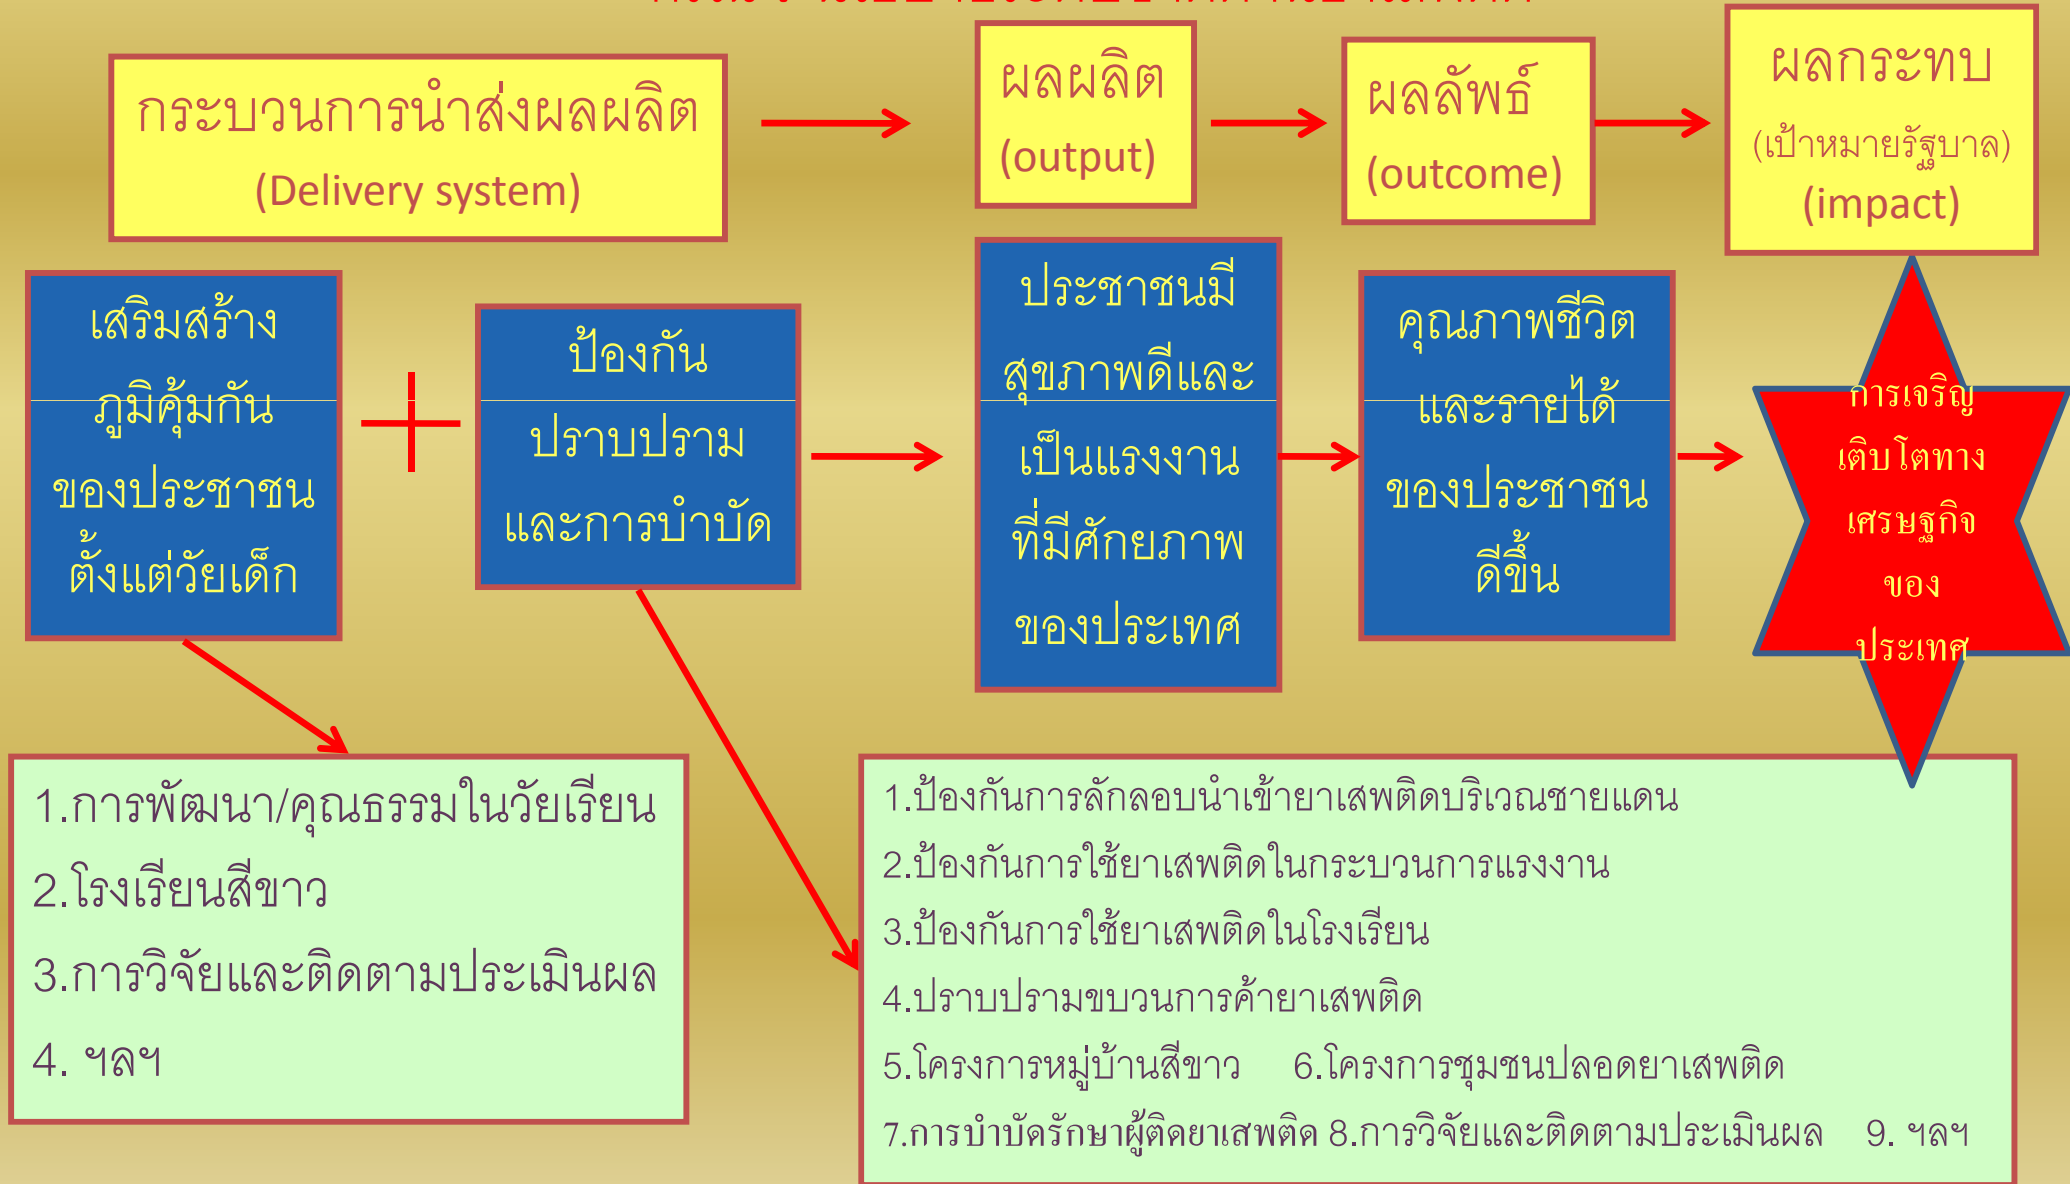 กระบวนการนำส่งผลผลิต
(Delivery system)
ผลผลิต
(output)
ผลลัพธ์
(outcome)
ผลกระทบ
(เป้าหมายรัฐบาล)
(impact)
เสริมสร้าง
ภูมิคุ้มกัน
ของประชาชน
ตั้งแต่วัยเด็ก
ป้องกัน
ปราบปราม
และการบำบัด
ประชาชนมี
สุขภาพดีและ
เป็นแรงงาน
ที่มีศักยภาพ
ของประเทศ
คุณภาพชีวิต
และรายได้
ของประชาชน
ดีขึ้น
การเจริญ
เติบโตทาง
เศรษฐกิจ
ของ
ประเทศ
1.การพัฒนา/คุณธรรมในวัยเรียน
2.โรงเรียนสีขาว
3.การวิจัยและติดตามประเมินผล
4. ฯลฯ
1.ป้องกันการลักลอบนำเข้ายาเสพติดบริเวณชายแดน
2.ป้องกันการใช้ยาเสพติดในกระบวนการแรงงาน
3.ป้องกันการใช้ยาเสพติดในโรงเรียน
4.ปราบปรามขบวนการค้ายาเสพติด
5.โครงการหมู่บ้านสีขาว 6.โครงการชุมชนปลอดยาเสพติด
7.การบำบัดรักษาผู้ติดยาเสพติด 8.การวิจัยและติดตามประเมินผล 9. ฯลฯ